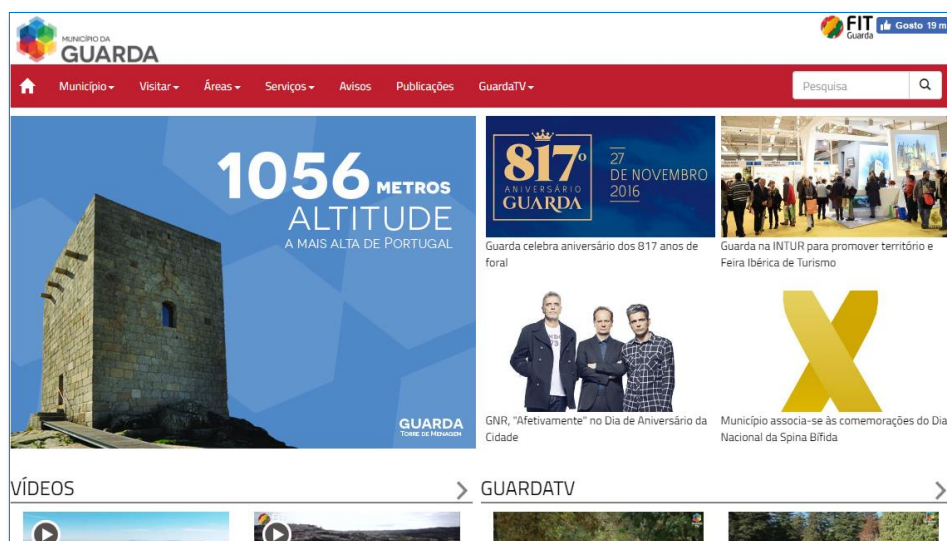 MUNICÍPIO DA
GUARDA
FIT
Guarda
Gosto 19 m
Município
Visitar
Áreas
Serviços
Avisos
Publicações
GuardaTV
Pesquisa
1056 METROS
ALTITUDE
A MAIS ALTA DE PORTUGAL
GUARDA
TORRE DE MENAGEM
817º
ANIVERSÁRIO
GUARDA
27
DE NOVEMBRO
2016
Guarda celebra aniversário dos 817 anos de
foral
Guarda na INTUR para promover território e
Feira Ibérica de Turismo
GNR, "Afetivamente" no Dia de Aniversário da
Cidade
Município associa-se às comemorações do Dia
Nacional da Spina Bífida
VÍDEOS
GUARDATV